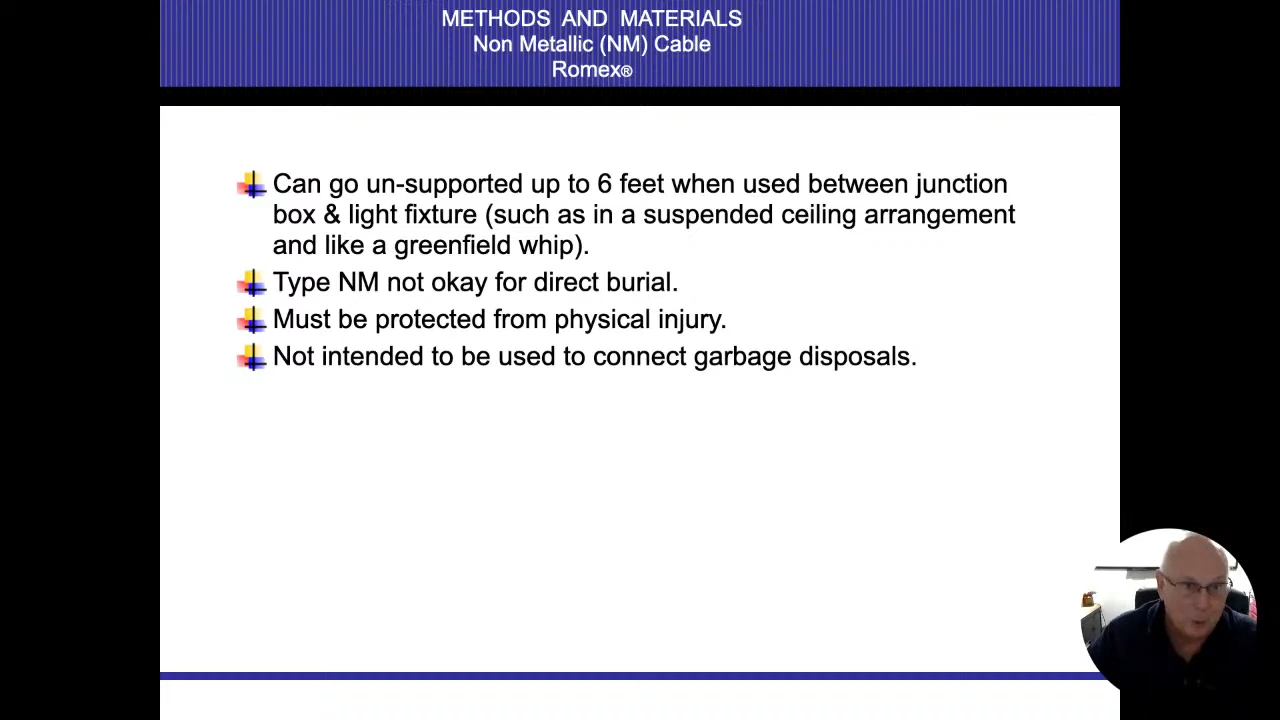 METHODS AND MATERIALS
Non Metallic (NM) Cable
Romex®
Can go un-supported up to 6 feet when used between junction
box & light fixture (such as in a suspended ceiling arrangement
and like a greenfield whip).
Type NM not okay for direct burial.
Must be protected from physical injury.
Not intended to be used to connect garbage disposals.